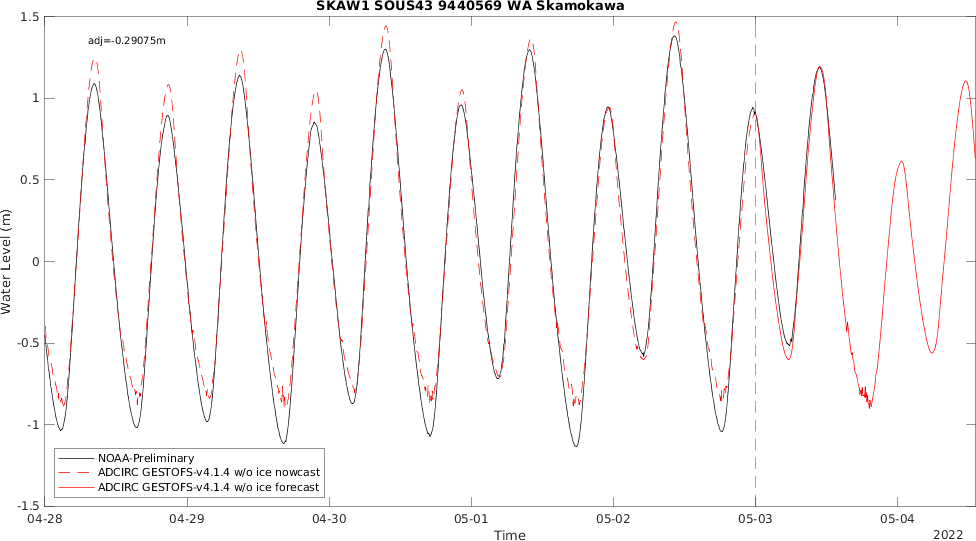 SKAW1 SOUS43 9440569 WA Skamokawa
adj=-0.29075m
1.5
1
0.5
0
-0.5
-1
-1.5
Water Level (m)
NOAA-Preliminary
ADCIRC GESTOFS-v4.1.4 w/o ice nowcast
ADCIRC GESTOFS-v4.1.4 w/o ice forecast
04-28
04-29
04-30
05-01
05-02
05-03
05-04
Time
2022